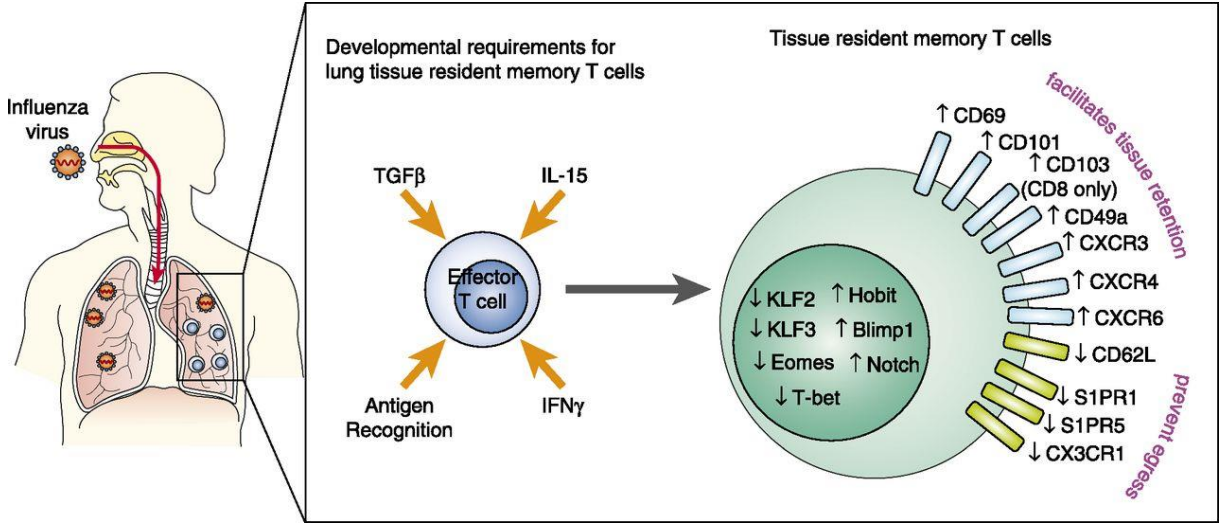 Influenza
virus
Developmental requirements for
lung tissue resident memory T cells
TGFβ
IL-15
Effector
T cell
Antigen
Recognition
IFNγ
Tissue resident memory T cells
↓ KLF2
↑ Hobit
↓ KLF3
↑ Blimp1
↓ Eomes
↑ Notch
↓ T-bet
↑ CD69
↑ CD101
↑ CD103
(CD8 only)
↑ CD49a
↑ CXCR3
↑ CXCR4
↑ CXCR6
↓ CD62L
↓ S1PR1
↓ S1PR5
↓ CX3CR1
facilitates tissue retention
prevent egress